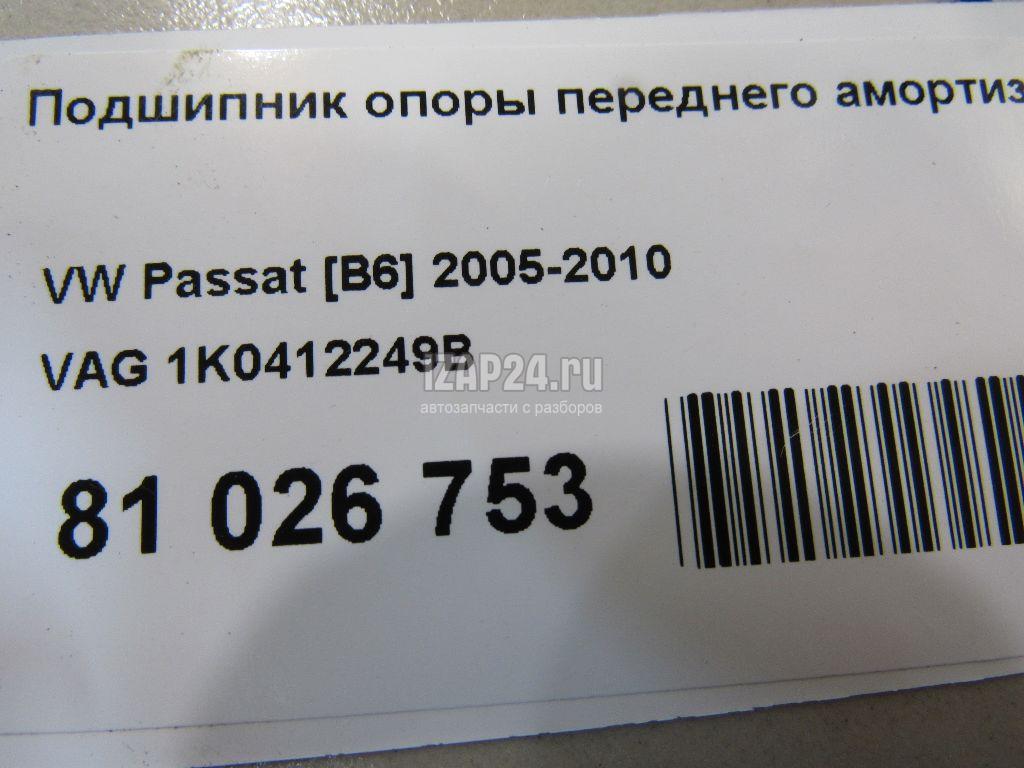 Подшипник опоры переднего амортиз
VW Passat [B6] 2005-2010
VAG 1K0412249B
IZAP24.ru
автозапчасти с разборов
81 026 753